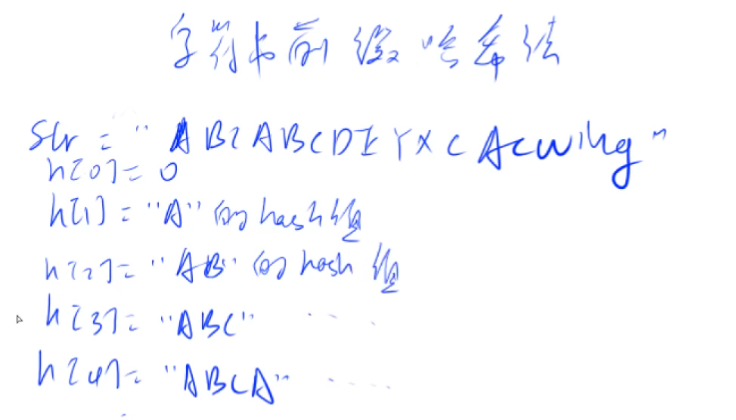 字符串前缀哈希法
str = "ABCABCDEYXCAcwing"
h[0] = 0
h[1] = "A" 的 hash 值
h[2] = "AB" 的 hash 值
h[3] = "ABC" ......
h[4] = "ABCA" ......